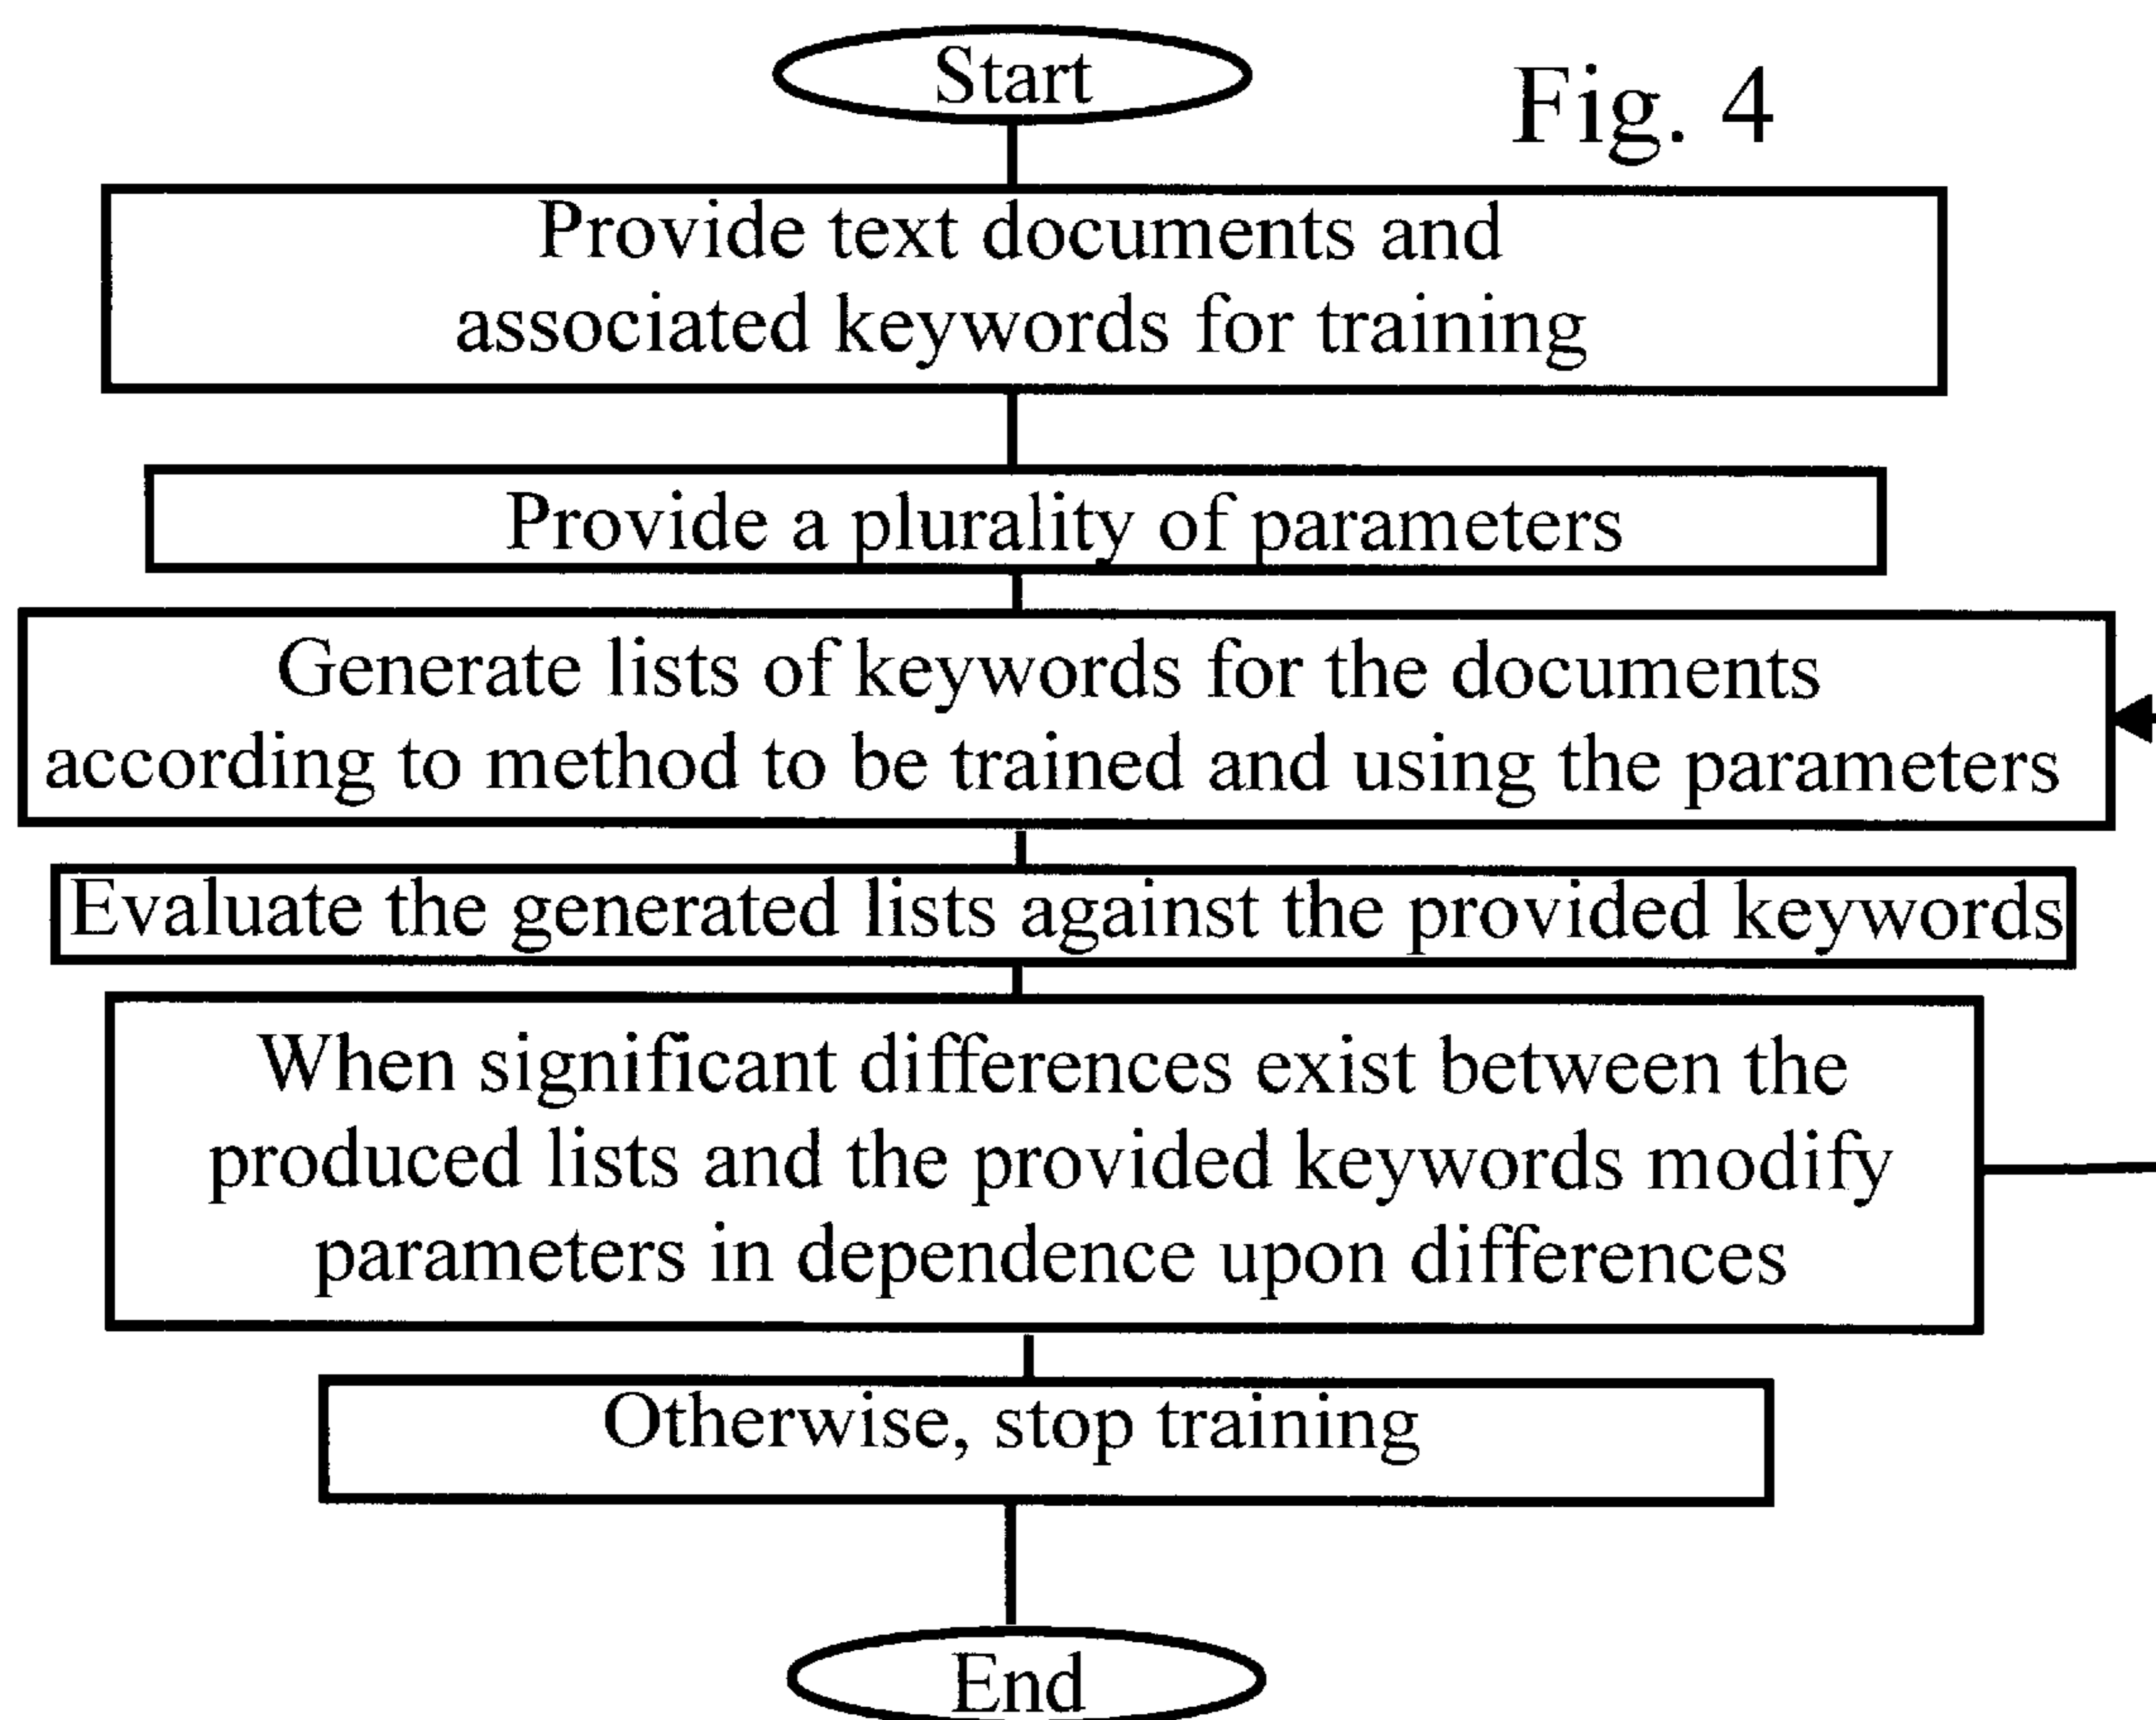 Start
Fig. 4
Provide text documents and
associated keywords for training
Provide a plurality of parameters
Generate lists of keywords for the documents
according to method to be trained and using the parameters
Evaluate the generated lists against the provided keywords
When significant differences exist between the
produced lists and the provided keywords modify
parameters in dependence upon differences
Otherwise, stop training
End